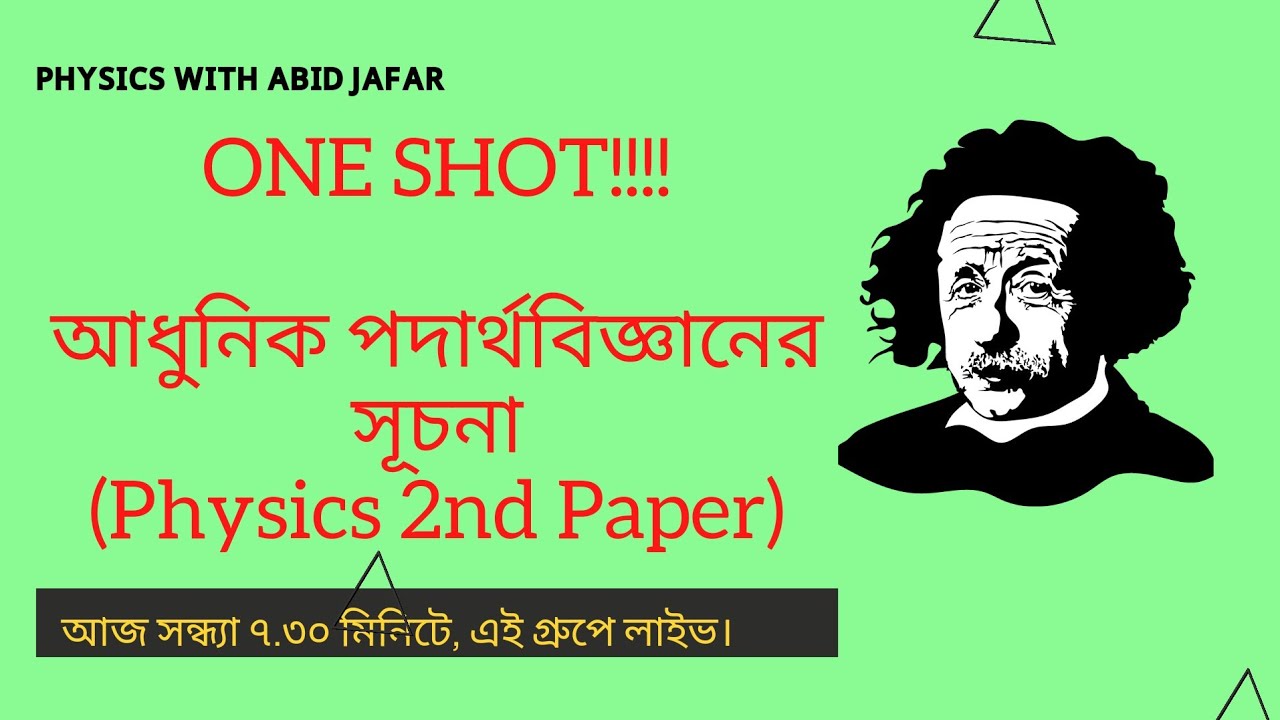 PHYSICS WITH ABID JAFAR
ONE SHOT!!!!
আধুনিক পদার্থবিজ্ঞানের
সূচনা
(Physics 2nd Paper)
আজ সন্ধ্যা ৭.৩০ মিনিটে, এই গ্রুপে লাইভ।